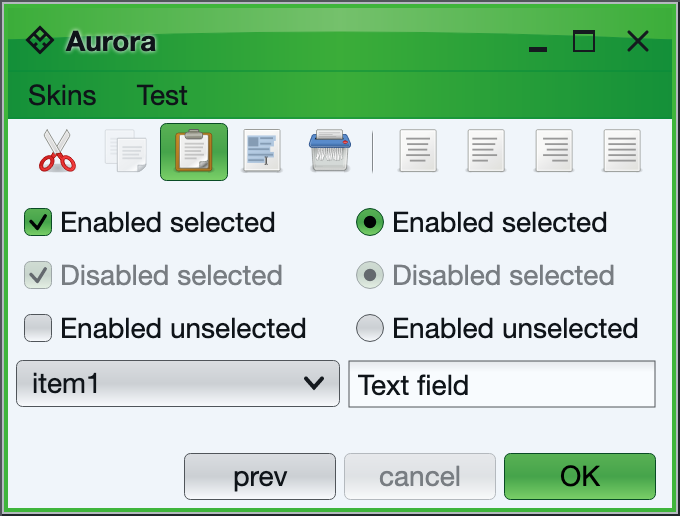 Aurora
Skins Test
Enabled selected Enabled selected
Disabled selected Disabled selected
Enabled unselected Enabled unselected
item1 Text field
prev cancel OK